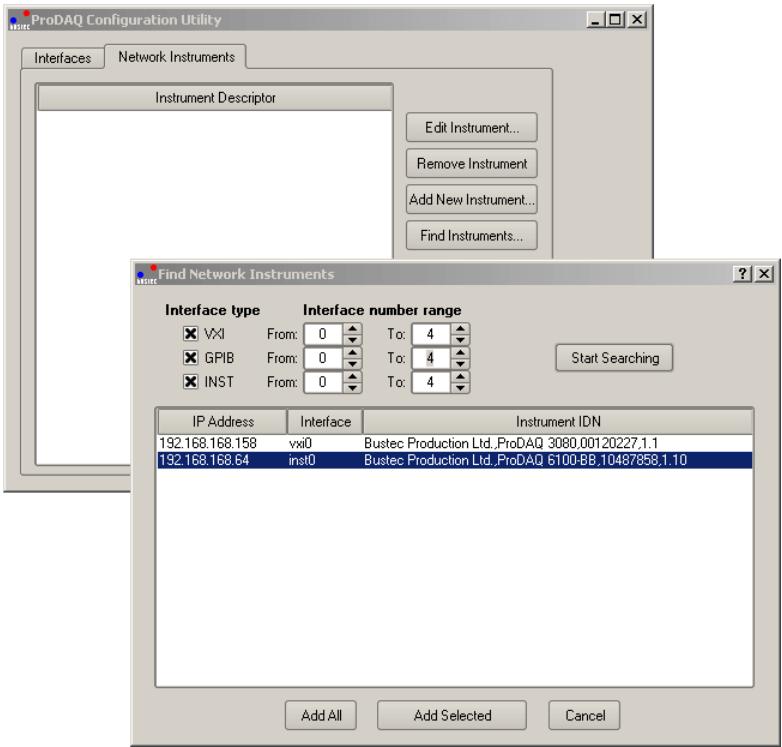 ProDAQ Configuration Utility
Interfaces Network Instruments
Instrument Descriptor
Edit Instrument...
Remove Instrument
Add New Instrument...
Find Instruments...
bustec Find Network Instruments
Interface type Interface number range
VXI From: 0 To: 4
GPIB From: 0 To: 4
Start Searching
INST From: 0 To: 4
IP Address Interface Instrument IDN
192.168.168.158 vxi0 Bustec Production Ltd.,ProDAQ 3080,00120227,1.1
192.168.168.64 inst0 Bustec Production Ltd.,ProDAQ 6100-BB,10487858,1.10
Add All Add Selected Cancel